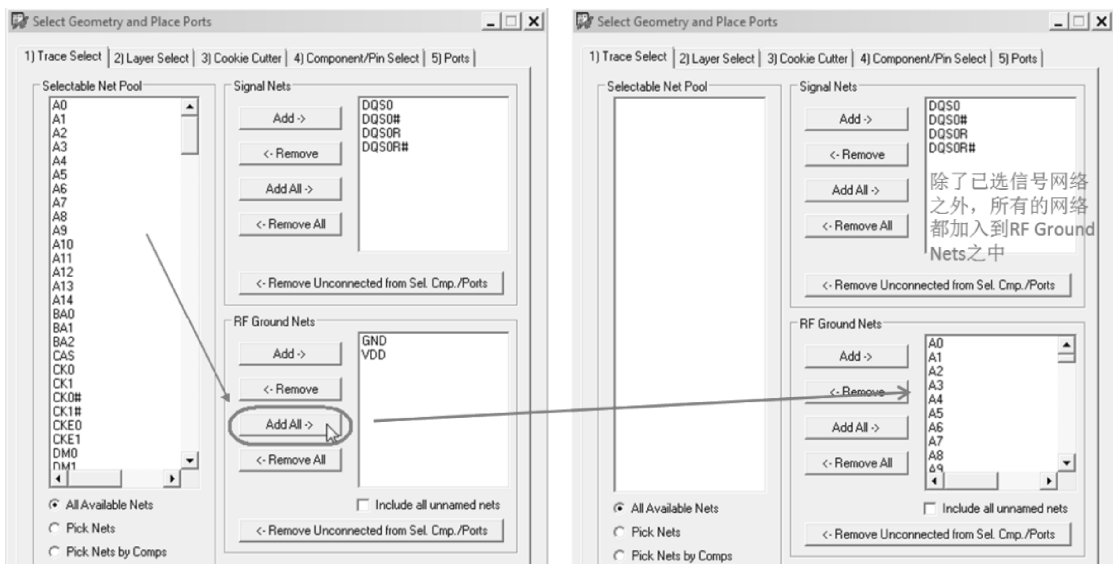 Select Geometry and Place Ports
1) Trace Select
2) Layer Select
3) Cookie Cutter
4) Component/Pin Select
5) Ports
Selectable Net Pool
A0
A1
A2
A3
A4
A5
A6
A7
A8
A9
A10
A11
A12
A13
A14
BA0
BA1
BA2
CAS
CK0
CK1
CK0#
CK1#
CKE0
CKE1
DM0
DM1
All Available Nets
Pick Nets
Pick Nets by Comps
Signal Nets
Add ->
<- Remove
Add All ->
<- Remove All
DQS0
DQS0#
DQS0R
DQS0R#
<- Remove Unconnected from Sel. Cmp./Ports
RF Ground Nets
Add ->
<- Remove
Add All ->
<- Remove All
GND
VDD
Include all unnamed nets
<- Remove Unconnected from Sel. Cmp./Ports
Select Geometry and Place Ports
1) Trace Select
2) Layer Select
3) Cookie Cutter
4) Component/Pin Select
5) Ports
Selectable Net Pool
All Available Nets
Pick Nets
Pick Nets by Comps
Signal Nets
Add ->
<- Remove
Add All ->
<- Remove All
DQS0
DQS0#
DQS0R
DQS0R#
除了已选信号网络
之外，所有的网络
都加入到RF Ground
Nets之中
<- Remove Unconnected from Sel. Cmp./Ports
RF Ground Nets
Add ->
<- Remove
Add All ->
<- Remove All
A0
A1
A2
A3
A4
A5
A6
A7
A8
A9
Include all unnamed nets
<- Remove Unconnected from Sel. Cmp./Ports